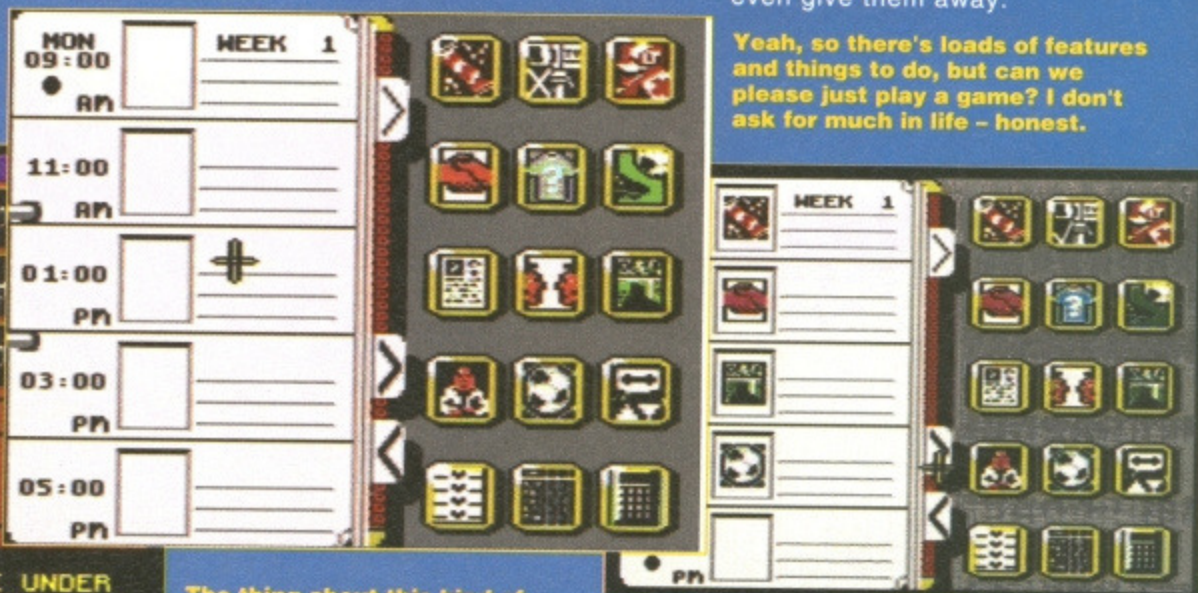 even give them away.
Yeah, so there's loads of features
and things to do, but can we
please just play a game? I don't
ask for much in life – honest.
MON
09:00
AM
WEEK 1
11:00
AM
01:00
PM
03:00
PM
05:00
PM
WEEK 1
PM
UNDER
The thing about this kind of